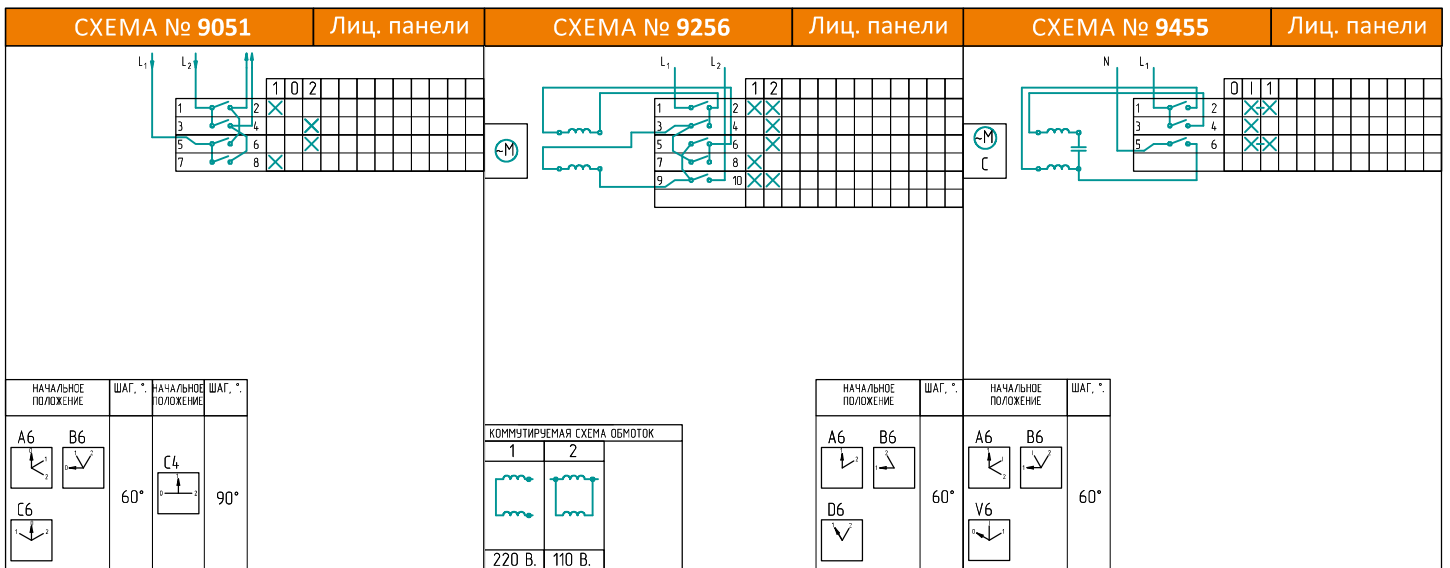 СХЕМА № 9051
Лиц. панели
СХЕМА № 9256
Лиц. панели
СХЕМА № 9455
Лиц. панели
L1 L2
1 0 2
1 2
3 4
5 6
7 8
L1 L2
1 2
1 2
3 4
5 6
7 8
9 10
~M
N L1
0 I 1
1 2
3 4
5 6
~M
C
НАЧАЛЬНОЕ ПОЛОЖЕНИЕ
ШАГ, °.
НАЧАЛЬНОЕ ПОЛОЖЕНИЕ
ШАГ, °.
A6 B6
C6
60°
C4
90°
КОММУТИРУЕМАЯ СХЕМА ОБМОТОК
1 2
220 В. 110 В.
НАЧАЛЬНОЕ ПОЛОЖЕНИЕ
ШАГ, °.
A6 B6
D6
60°
НАЧАЛЬНОЕ ПОЛОЖЕНИЕ
ШАГ, °.
A6 B6
V6
60°